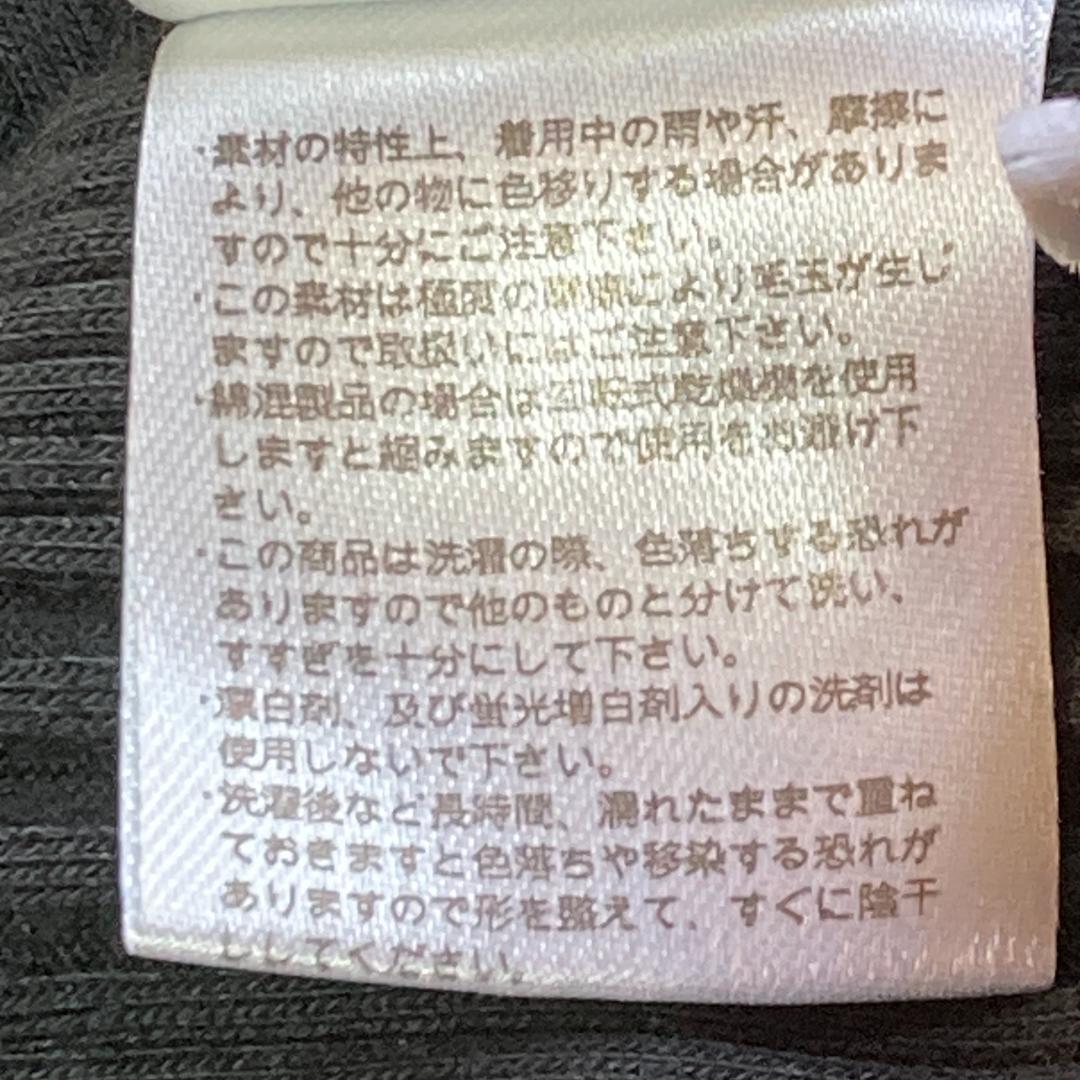 ・素材の特性上、着用中の雨や汗、摩擦に
より、他の物に色移りする場合がありま
すので十分にご注意下さい。
・この素材は極度の摩擦により毛玉が生じ
ますので取扱いにはご注意下さい。
・綿混製品の場合は回転式乾燥機を使用
しますと縮みますので使用をお避け下
さい。
・この商品は洗濯の際、色落ちする恐れが
ありますので他のものと分けて洗い、
すすぎを十分にして下さい。
・漂白剤、及び蛍光増白剤入りの洗剤は
使用しないで下さい。
・洗濯後など長時間、濡れたままで重ね
ておきますと色落ちや移染する恐れが
ありますので形を整えて、すぐに陰干
ししてください。